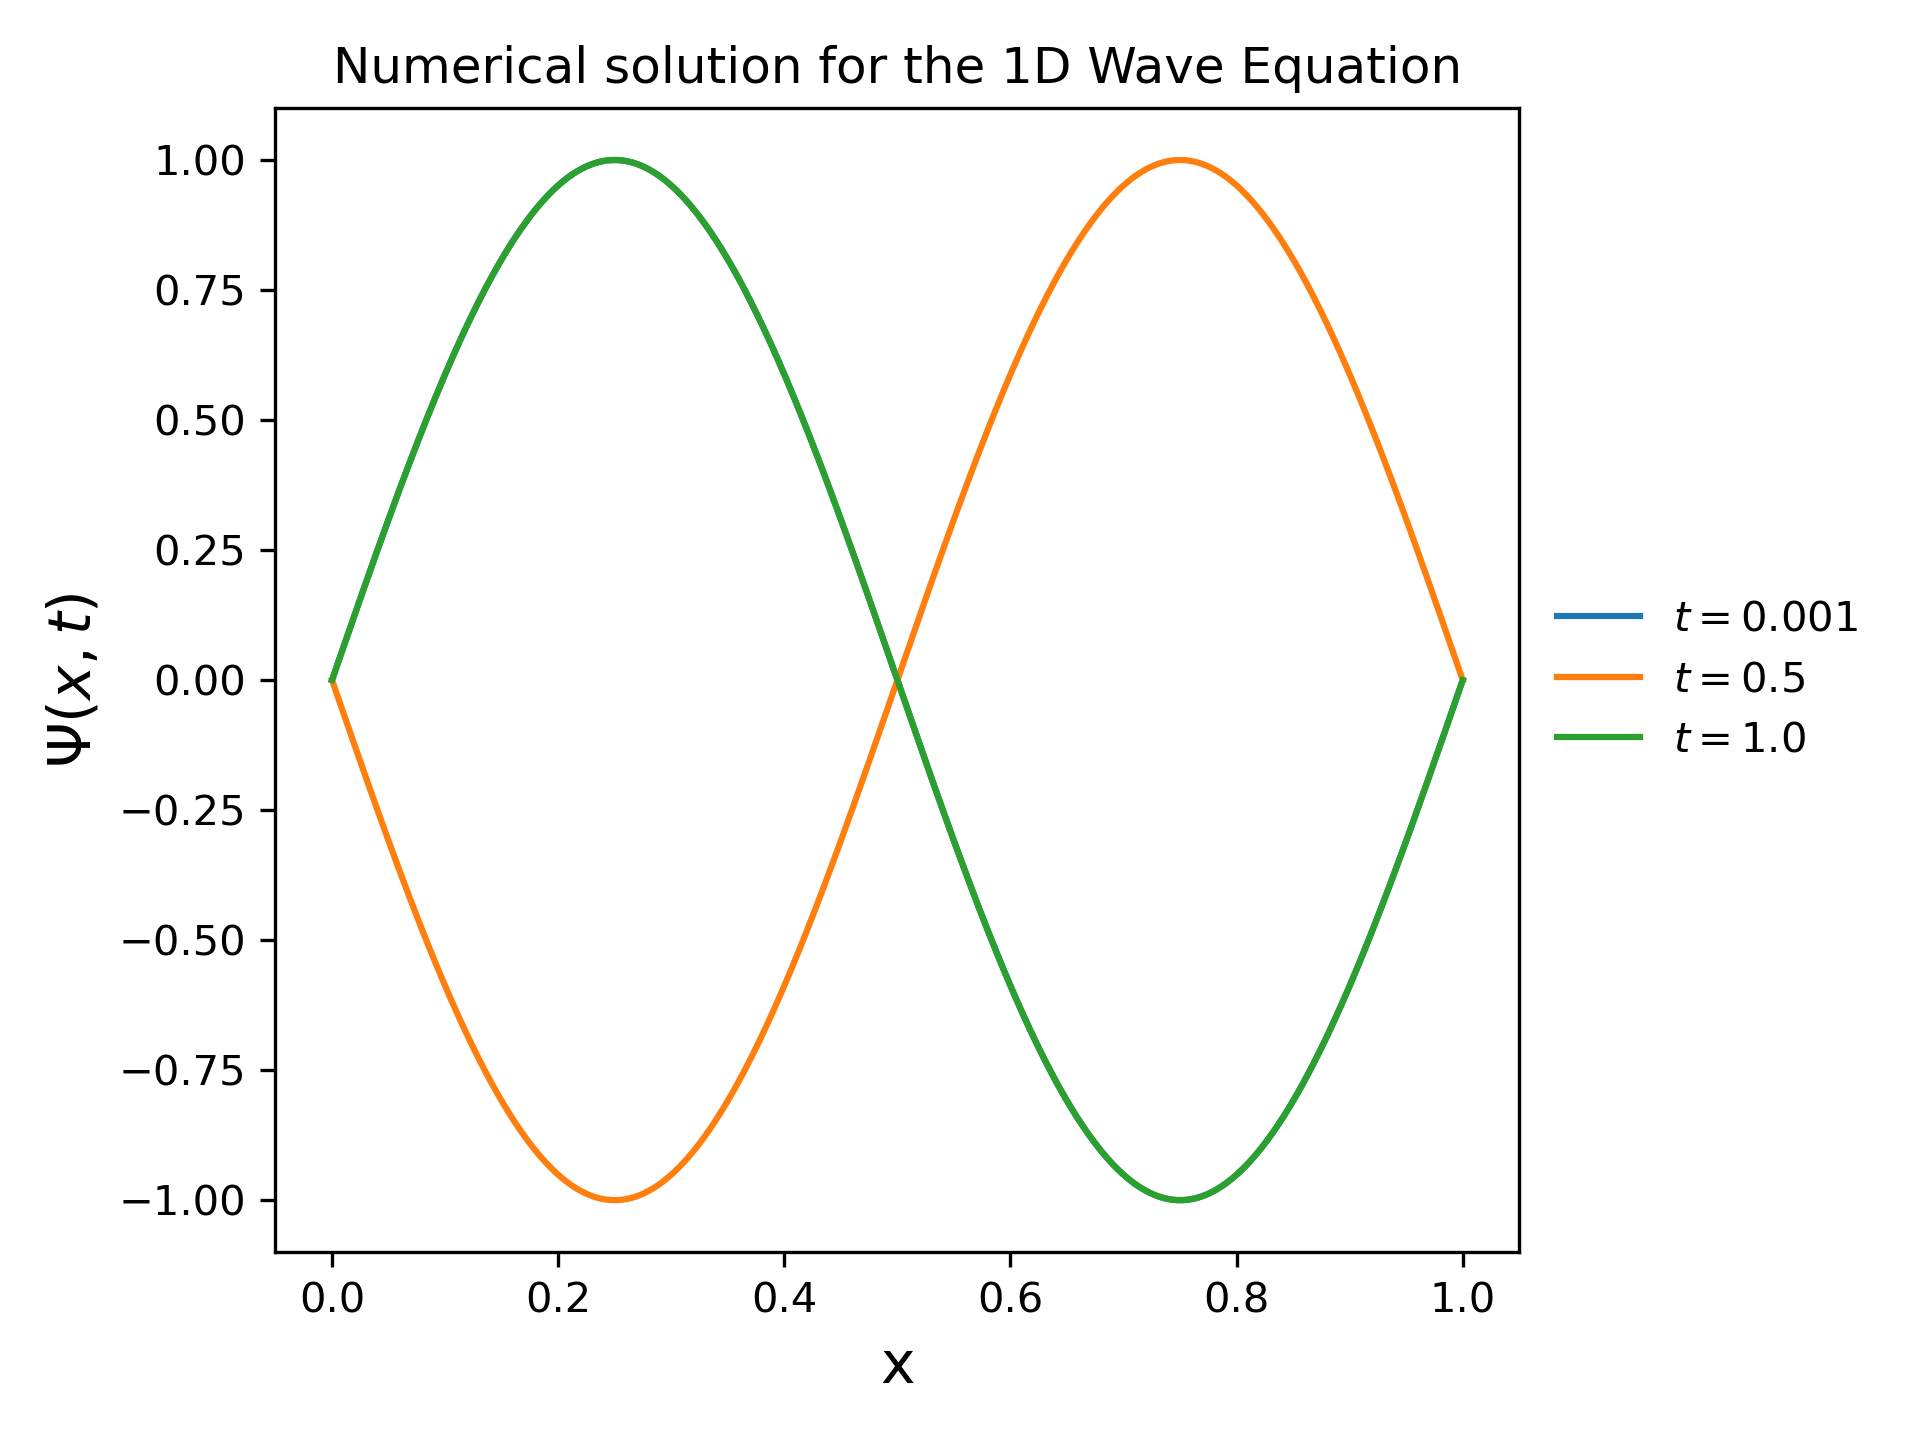 Numerical solution for the 1D Wave Equation
Ψ(x, t)
1.00
0.75
0.50
0.25
0.00
−0.25
−0.50
−0.75
−1.00
0.0 0.2 0.4 0.6 0.8 1.0
x
t = 0.001
t = 0.5
t = 1.0